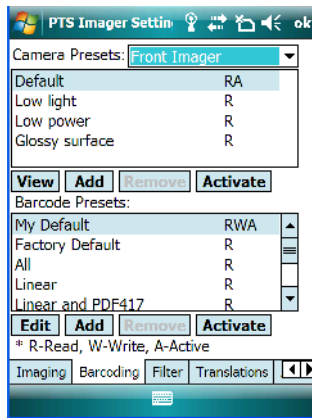 PTS Imager Settin ok
Camera Presets: Front Imager
Default RA
Low light R
Low power R
Glossy surface R
View Add Remove Activate
Barcode Presets:
My Default RWA
Factory Default R
All R
Linear R
Linear and PDF417 R
Edit Add Remove Activate
* R-Read, W-Write, A-Active
Imaging Barcoding Filter Translations